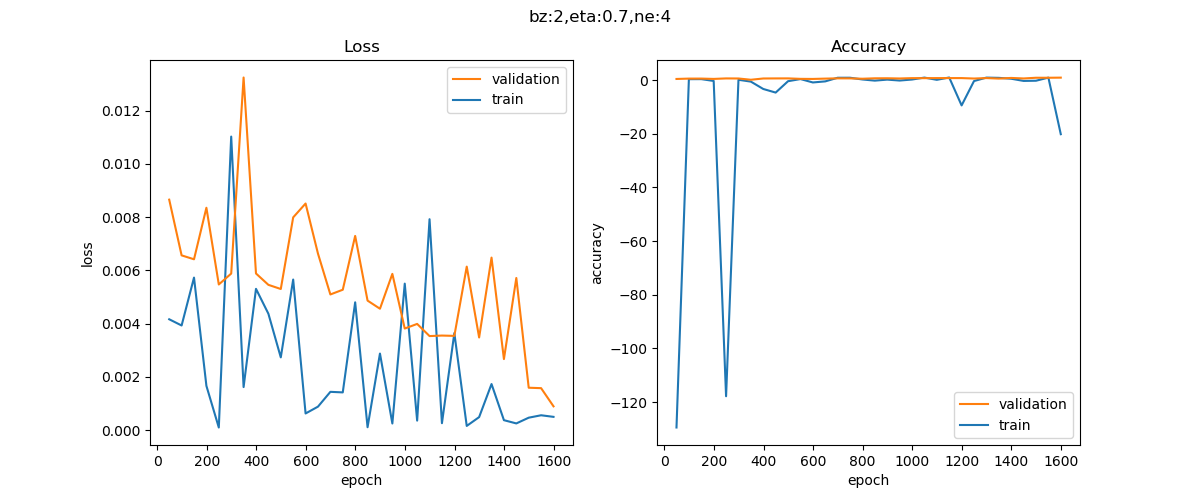 bz:2,eta:0.7,ne:4
Loss
validation
train
0.012
0.010
0.008
0.006
0.004
0.002
0.000
loss
0
200
400
600
800
1000
1200
1400
1600
epoch
Accuracy
0
−20
−40
−60
−80
−100
−120
accuracy
validation
train
0
200
400
600
800
1000
1200
1400
1600
epoch